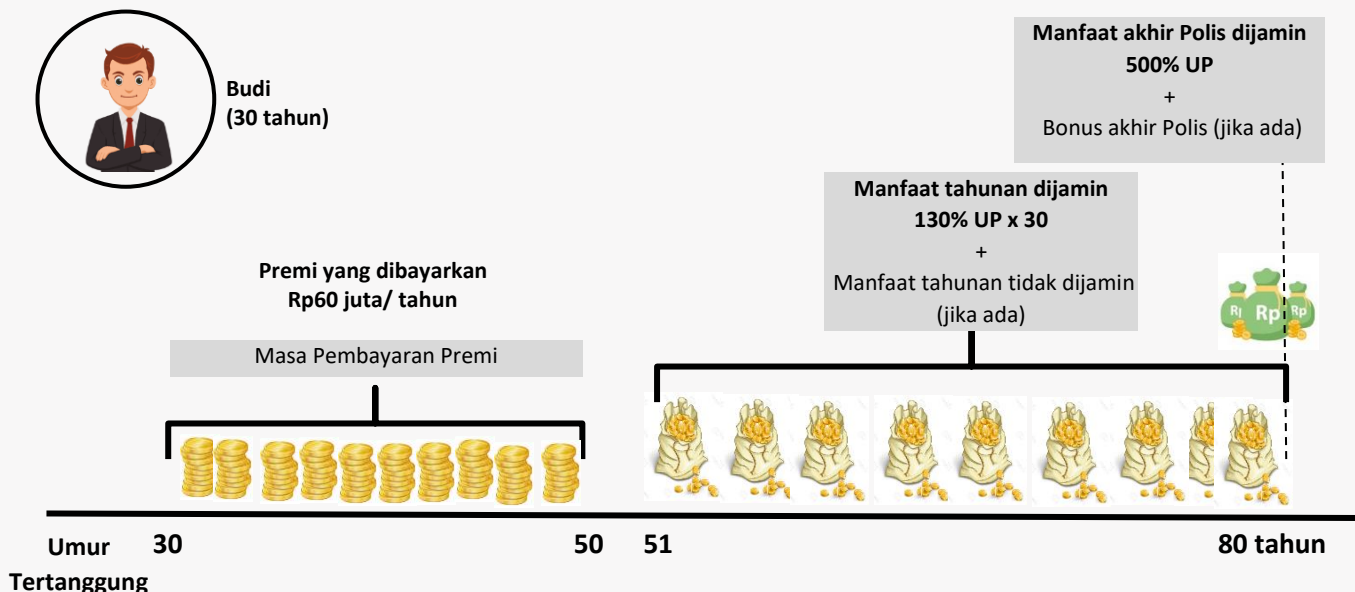 Budi
(30 tahun)
Manfaat akhir Polis dijamin
500% UP
+
Bonus akhir Polis (jika ada)
Manfaat tahunan dijamin
130% UP x 30
+
Manfaat tahunan tidak dijamin
(jika ada)
Premi yang dibayarkan
Rp60 juta/ tahun
Masa Pembayaran Premi
Rp Rp
Umur 30 50 51 80 tahun
Tertanggung